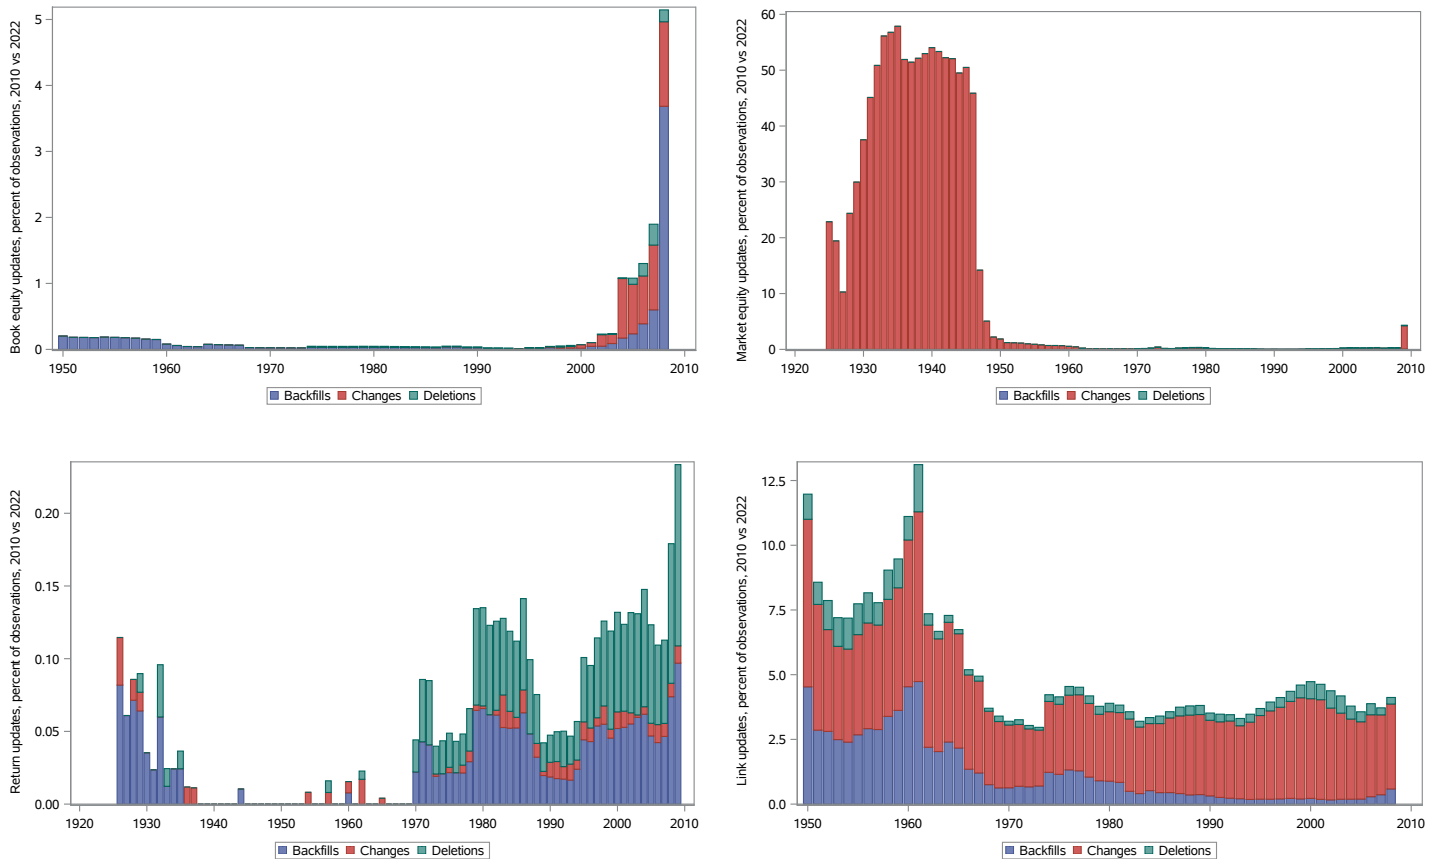 Book equity updates, percent of observations, 2010 vs 2022
5
4
3
2
1
0
1950 1960 1970 1980 1990 2000 2010
Backfills Changes Deletions
Market equity updates, percent of observations, 2010 vs 2022
60
50
40
30
20
10
0
1920 1930 1940 1950 1960 1970 1980 1990 2000 2010
Backfills Changes Deletions
Return updates, percent of observations, 2010 vs 2022
0.20
0.15
0.10
0.05
0.00
1920 1930 1940 1950 1960 1970 1980 1990 2000 2010
Backfills Changes Deletions
Link updates, percent of observations, 2010 vs 2022
12.5
10.0
7.5
5.0
2.5
0.0
1950 1960 1970 1980 1990 2000 2010
Backfills Changes Deletions